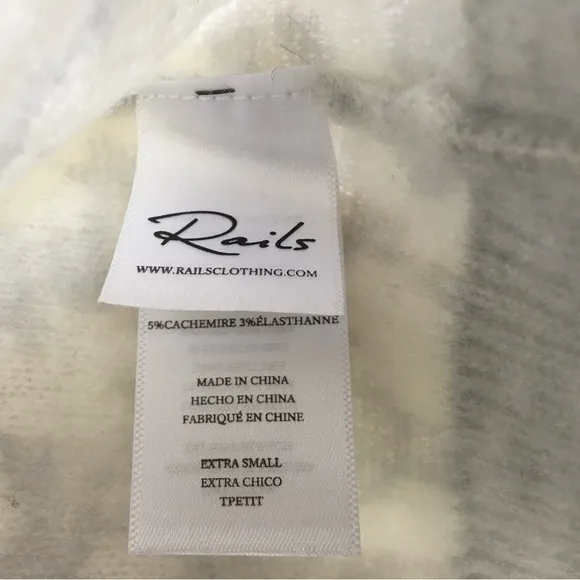 Rails
WWW.RAILSCLOTHING.COM
5%CACHEMIRE 3%ÉLASTHANNE
MADE IN CHINA
HECHO EN CHINA
FABRIQUÉ EN CHINE
EXTRA SMALL
EXTRA CHICO
TPETIT